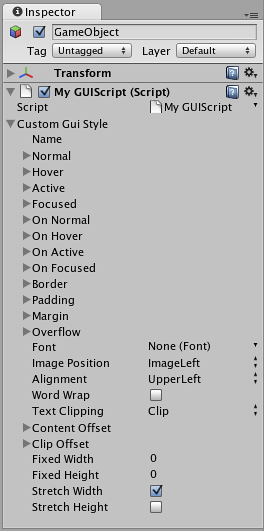 Inspector
GameObject
Tag Untagged Layer Default
Transform
My GUIScript (Script)
Script My GUIScript
Custom Gui Style
Name
Normal
Hover
Active
Focused
On Normal
On Hover
On Active
On Focused
Border
Padding
Margin
Overflow
Font None (Font)
Image Position ImageLeft
Alignment UpperLeft
Word Wrap
Text Clipping Clip
Content Offset
Clip Offset
Fixed Width 0
Fixed Height 0
Stretch Width
Stretch Height